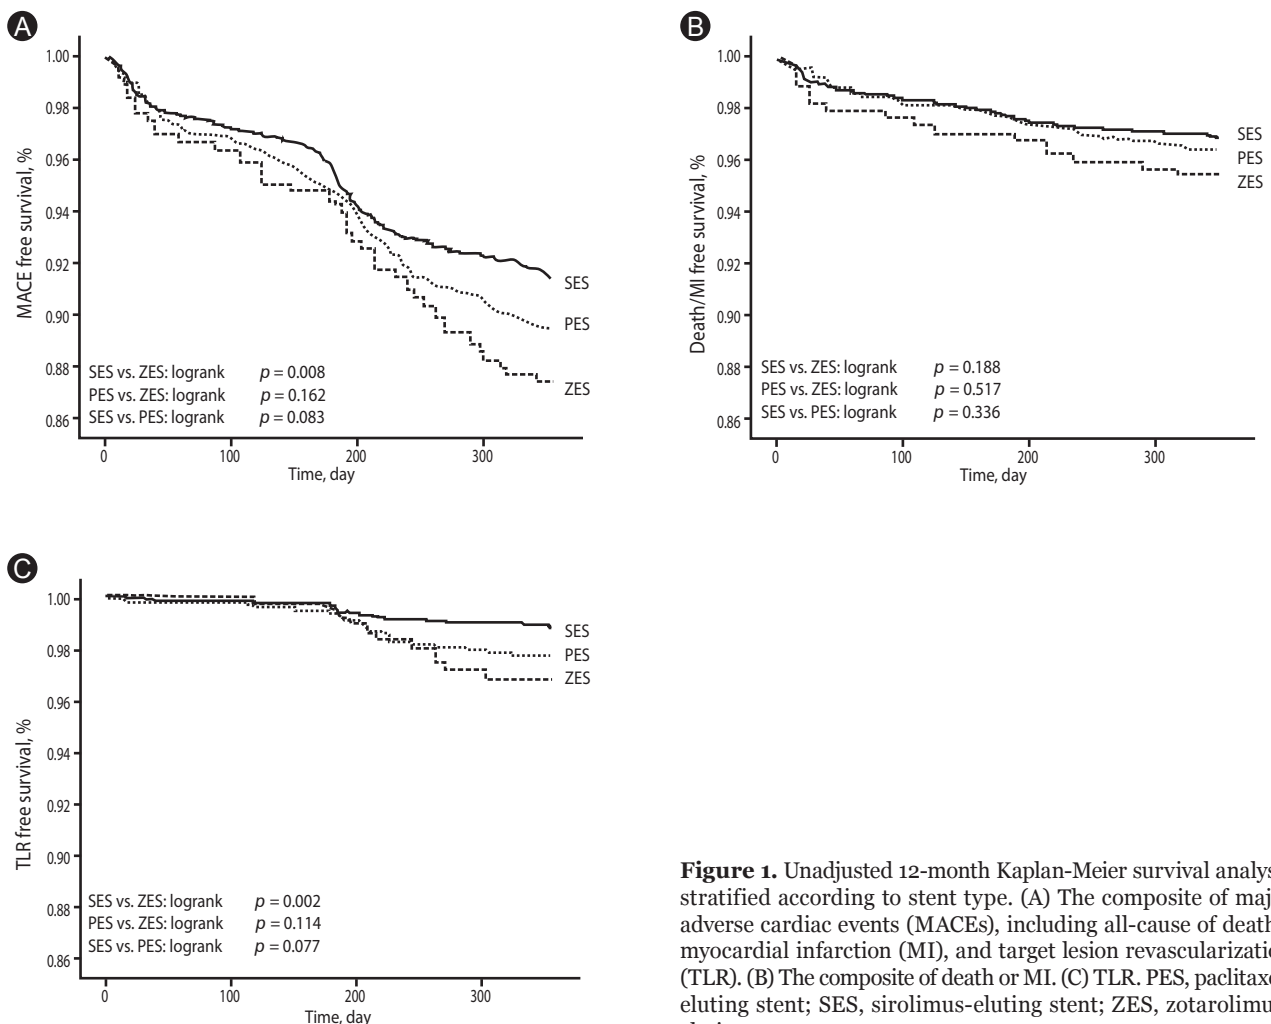 A
1.00
0.98
0.96
0.94
0.92
0.90
0.88
0.86
MACE free survival, %
SES
PES
ZES
SES vs. ZES: logrank p = 0.008
PES vs. ZES: logrank p = 0.162
SES vs. PES: logrank p = 0.083
0 100 200 300
Time, day
B
1.00
0.98
0.96
0.94
0.92
0.90
0.88
0.86
Death/MI free survival, %
SES
PES
ZES
SES vs. ZES: logrank p = 0.188
PES vs. ZES: logrank p = 0.517
SES vs. PES: logrank p = 0.336
0 100 200 300
Time, day
C
1.00
0.98
0.96
0.94
0.92
0.90
0.88
0.86
TLR free survival, %
SES
PES
ZES
SES vs. ZES: logrank p = 0.002
PES vs. ZES: logrank p = 0.114
SES vs. PES: logrank p = 0.077
0 100 200 300
Time, day
Figure 1. Unadjusted 12-month Kaplan-Meier survival analys
stratified according to stent type. (A) The composite of maj
adverse cardiac events (MACEs), including all-cause of death
myocardial infarction (MI), and target lesion revascularizatio
(TLR). (B) The composite of death or MI. (C) TLR. PES, paclitaxe
eluting stent; SES, sirolimus-eluting stent; ZES, zotarolimu